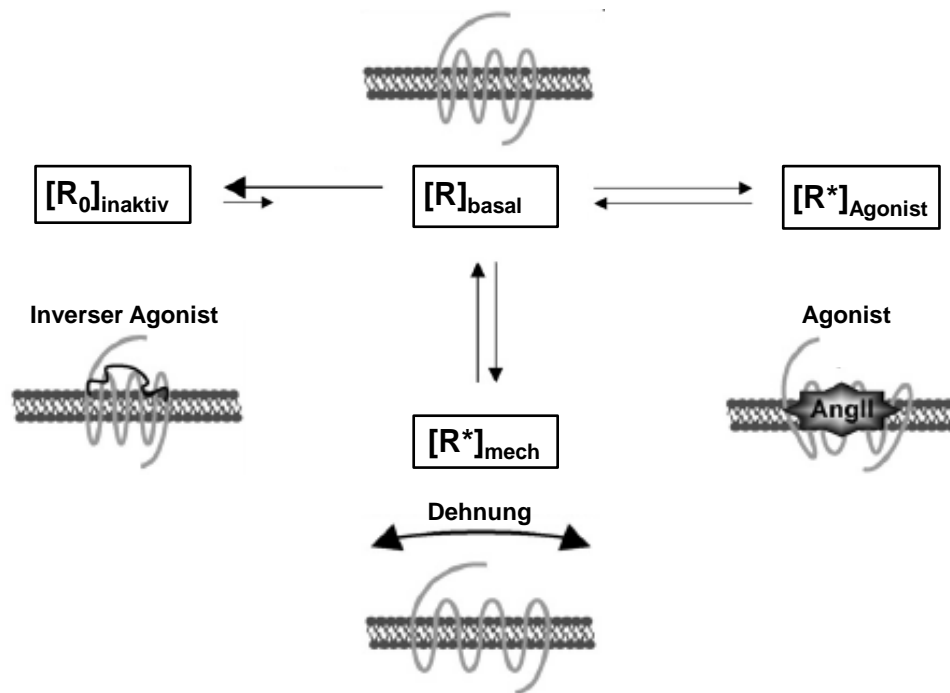 [R₀]inaktiv
[R]basal
[R*]Agonist
Inverser Agonist
Agonist
AngII
[R*]mech
Dehnung